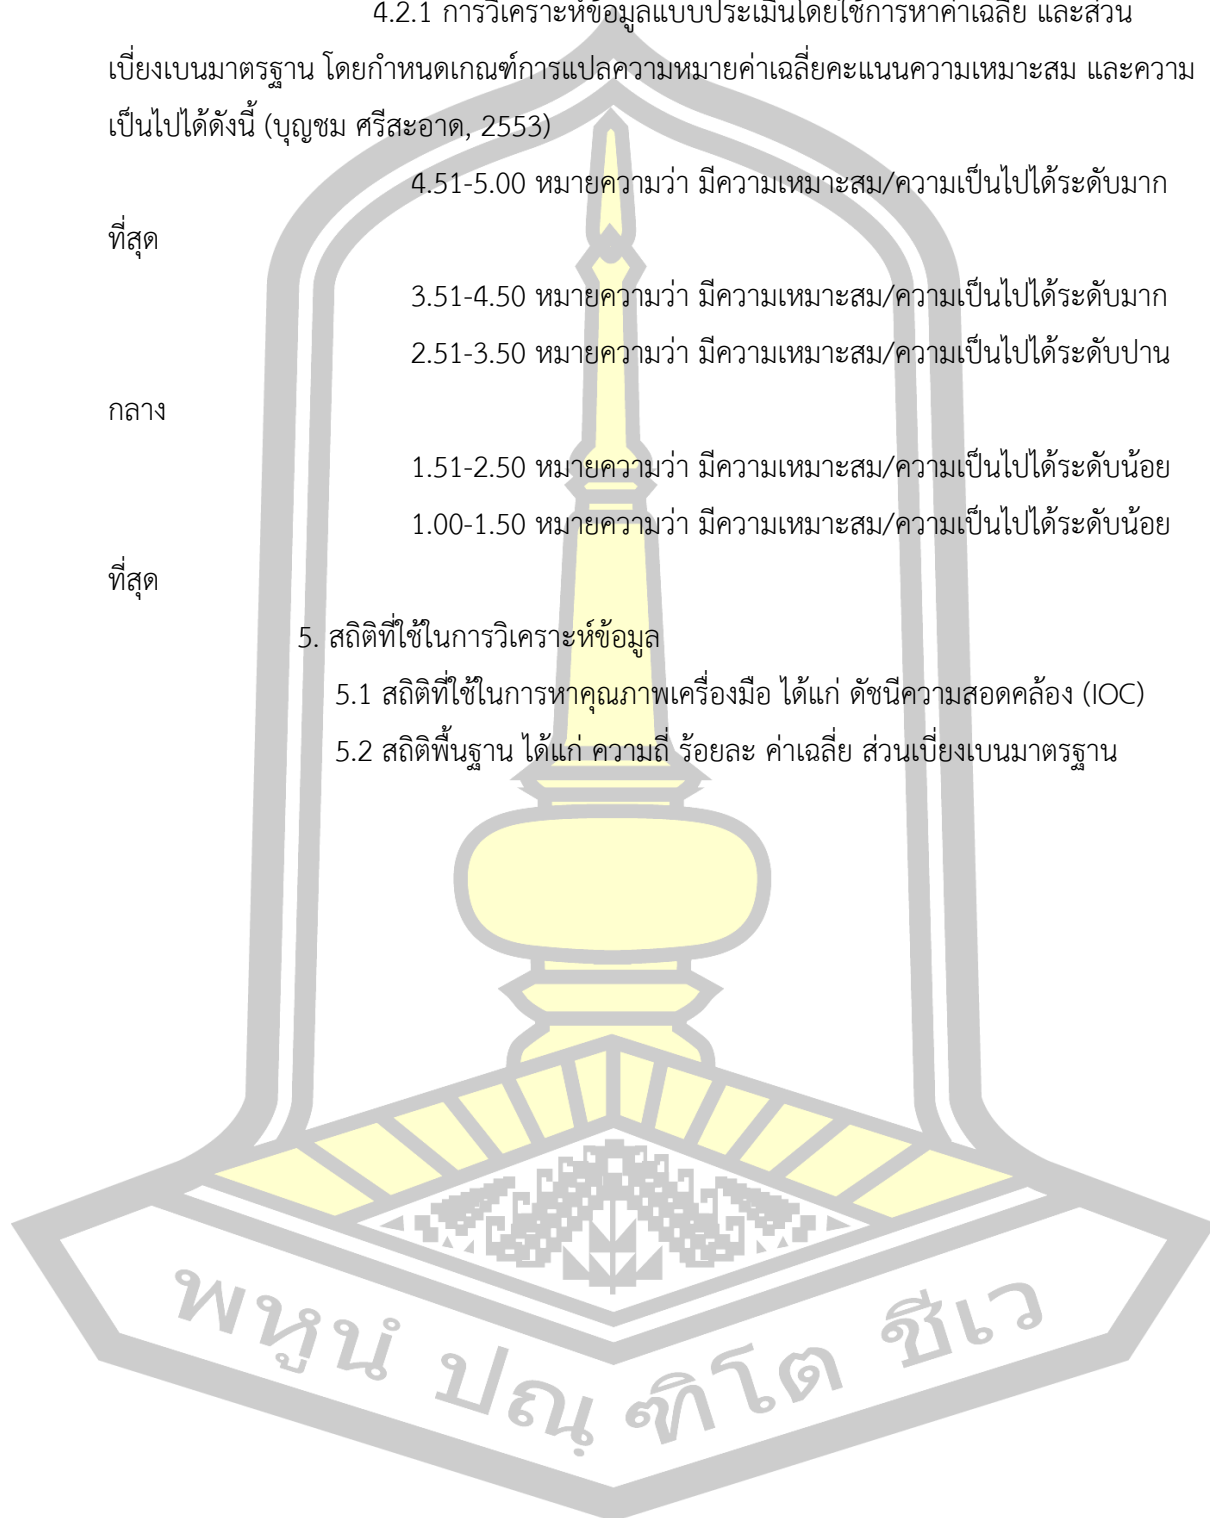 4.2.1 การวิเคราะห์ข้อมูลแบบประเมินโดยใช้การหาค่าเฉลี่ย และส่วน
เบี่ยงเบนมาตรฐาน โดยกำหนดเกณฑ์การแปลความหมายค่าเฉลี่ยคะแนนความเหมาะสม และความ
เป็นไปได้ดังนี้ (บุญชม ศรีสะอาด, 2553)
4.51-5.00 หมายความว่า มีความเหมาะสม/ความเป็นไปได้ระดับมาก
ที่สุด
3.51-4.50 หมายความว่า มีความเหมาะสม/ความเป็นไปได้ระดับมาก
2.51-3.50 หมายความว่า มีความเหมาะสม/ความเป็นไปได้ระดับปาน
กลาง
1.51-2.50 หมายความว่า มีความเหมาะสม/ความเป็นไปได้ระดับน้อย
1.00-1.50 หมายความว่า มีความเหมาะสม/ความเป็นไปได้ระดับน้อย
ที่สุด
5. สถิติที่ใช้ในการวิเคราะห์ข้อมูล
5.1 สถิติที่ใช้ในการหาคุณภาพเครื่องมือ ได้แก่ ดัชนีความสอดคล้อง (IOC)
5.2 สถิติพื้นฐาน ได้แก่ ความถี่ ร้อยละ ค่าเฉลี่ย ส่วนเบี่ยงเบนมาตรฐาน
พหูนํ ปณฺฑิโต ชีเว